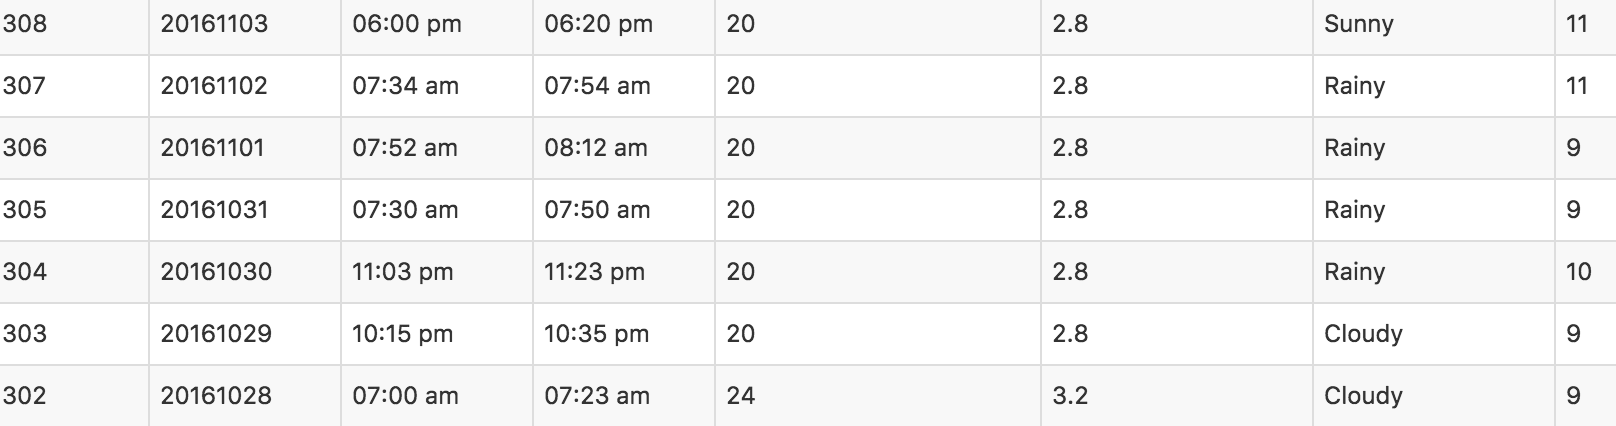 308 20161103 06:00 pm 06:20 pm 20 2.8 Sunny 11
307 20161102 07:34 am 07:54 am 20 2.8 Rainy 11
306 20161101 07:52 am 08:12 am 20 2.8 Rainy 9
305 20161031 07:30 am 07:50 am 20 2.8 Rainy 9
304 20161030 11:03 pm 11:23 pm 20 2.8 Rainy 10
303 20161029 10:15 pm 10:35 pm 20 2.8 Cloudy 9
302 20161028 07:00 am 07:23 am 24 3.2 Cloudy 9